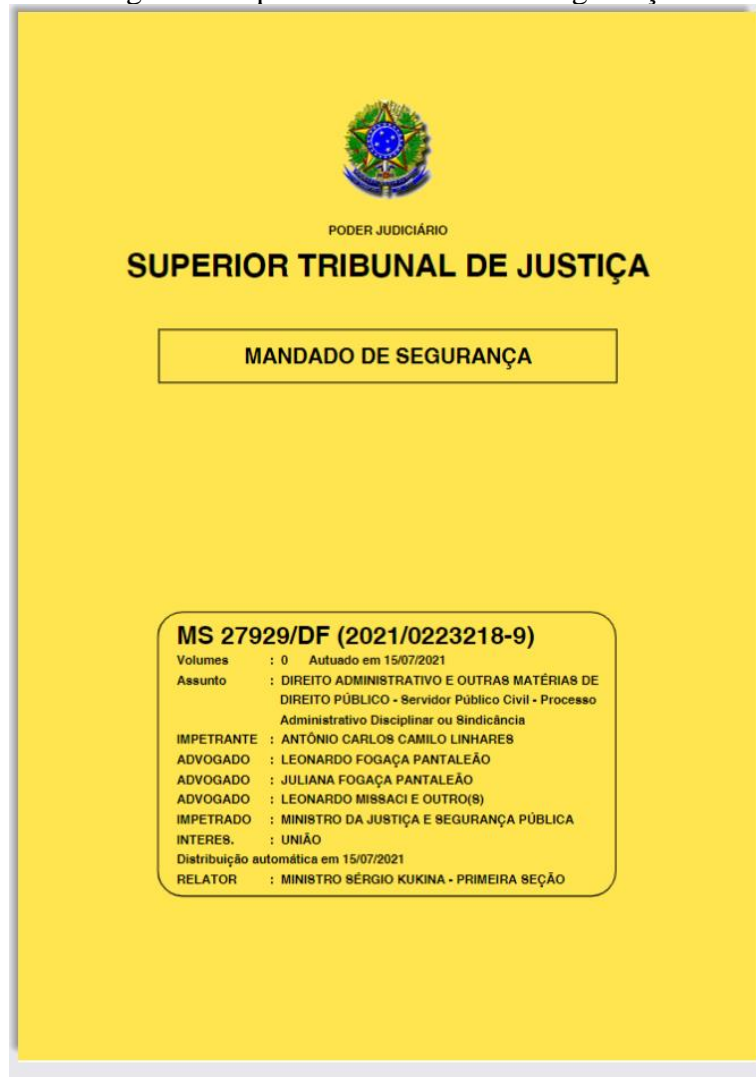 PODER JUDICIÁRIO
SUPERIOR TRIBUNAL DE JUSTIÇA
MANDADO DE SEGURANÇA
MS 27929/DF (2021/0223218-9)
Volumes : 0 Autuado em 15/07/2021
Assunto : DIREITO ADMINISTRATIVO E OUTRAS MATÉRIAS DE
DIREITO PÚBLICO - Servidor Público Civil - Processo
Administrativo Disciplinar ou Sindicância
IMPETRANTE : ANTÔNIO CARLOS CAMILO LINHARES
ADVOGADO : LEONARDO FOGAÇA PANTALEÃO
ADVOGADO : JULIANA FOGAÇA PANTALEÃO
ADVOGADO : LEONARDO MISSACI E OUTRO(S)
IMPETRADO : MINISTRO DA JUSTIÇA E SEGURANÇA PÚBLICA
INTERES. : UNIÃO
Distribuição automática em 15/07/2021
RELATOR : MINISTRO SÉRGIO KUKINA - PRIMEIRA SEÇÃO